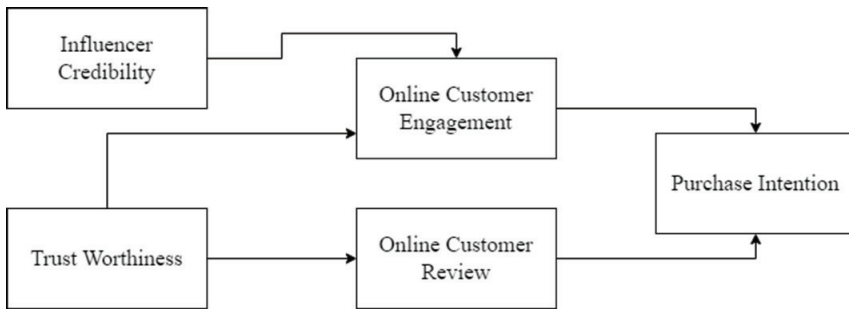 Influencer
Credibility
Online Customer
Engagement
Purchase Intention
Trust Worthiness
Online Customer
Review